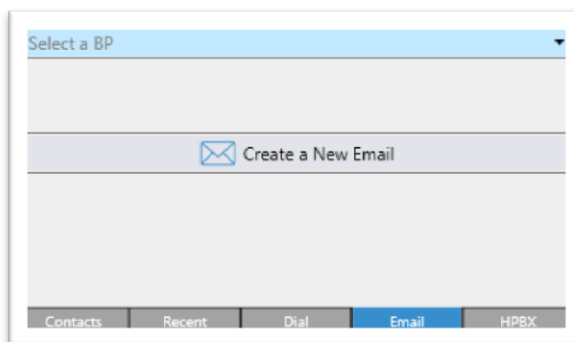 Select a BP
Create a New Email
Contacts Recent Dial Email HPBX